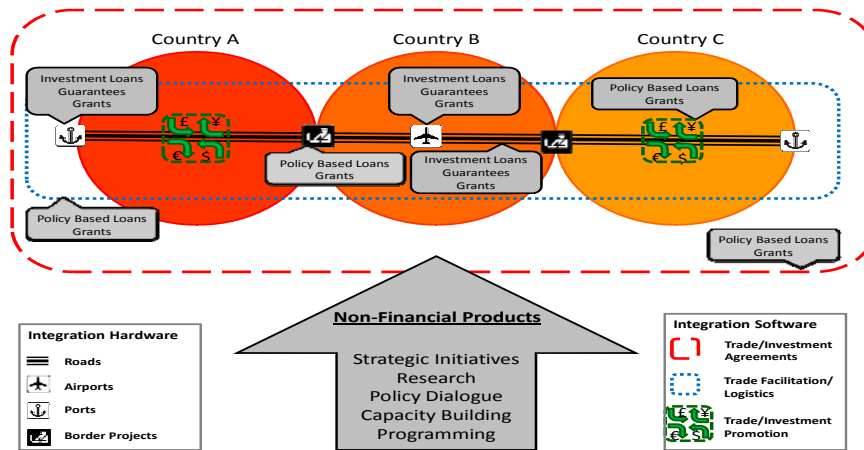 Country A
Country B
Country C
Investment Loans
Guarantees
Grants
Investment Loans
Guarantees
Grants
Policy Based Loans
Grants
£ ¥
€ $
£ ¥
€ $
Policy Based Loans
Grants
Investment Loans
Guarantees
Grants
Policy Based Loans
Grants
Policy Based Loans
Grants
Non-Financial Products
Strategic Initiatives
Research
Policy Dialogue
Capacity Building
Programming
Integration Hardware
Roads
Airports
Ports
Border Projects
Integration Software
Trade/Investment
Agreements
Trade Facilitation/
Logistics
£ ¥
€ $
Trade/Investment
Promotion